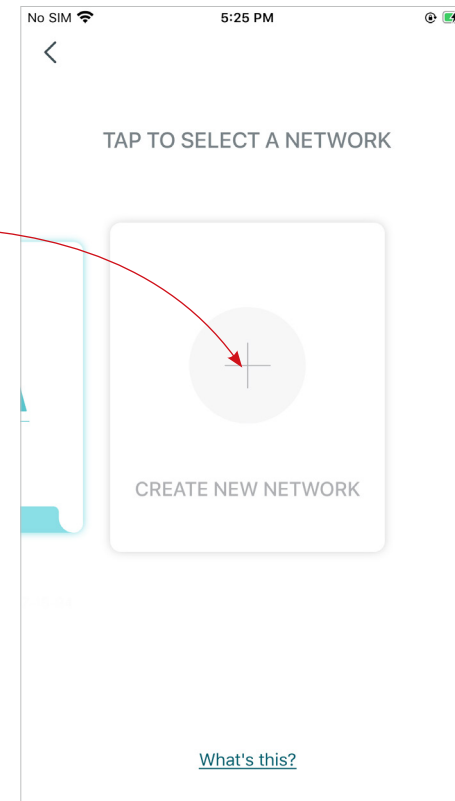 No SIM 5:25 PM
TAP TO SELECT A NETWORK
CREATE NEW NETWORK
What's this?